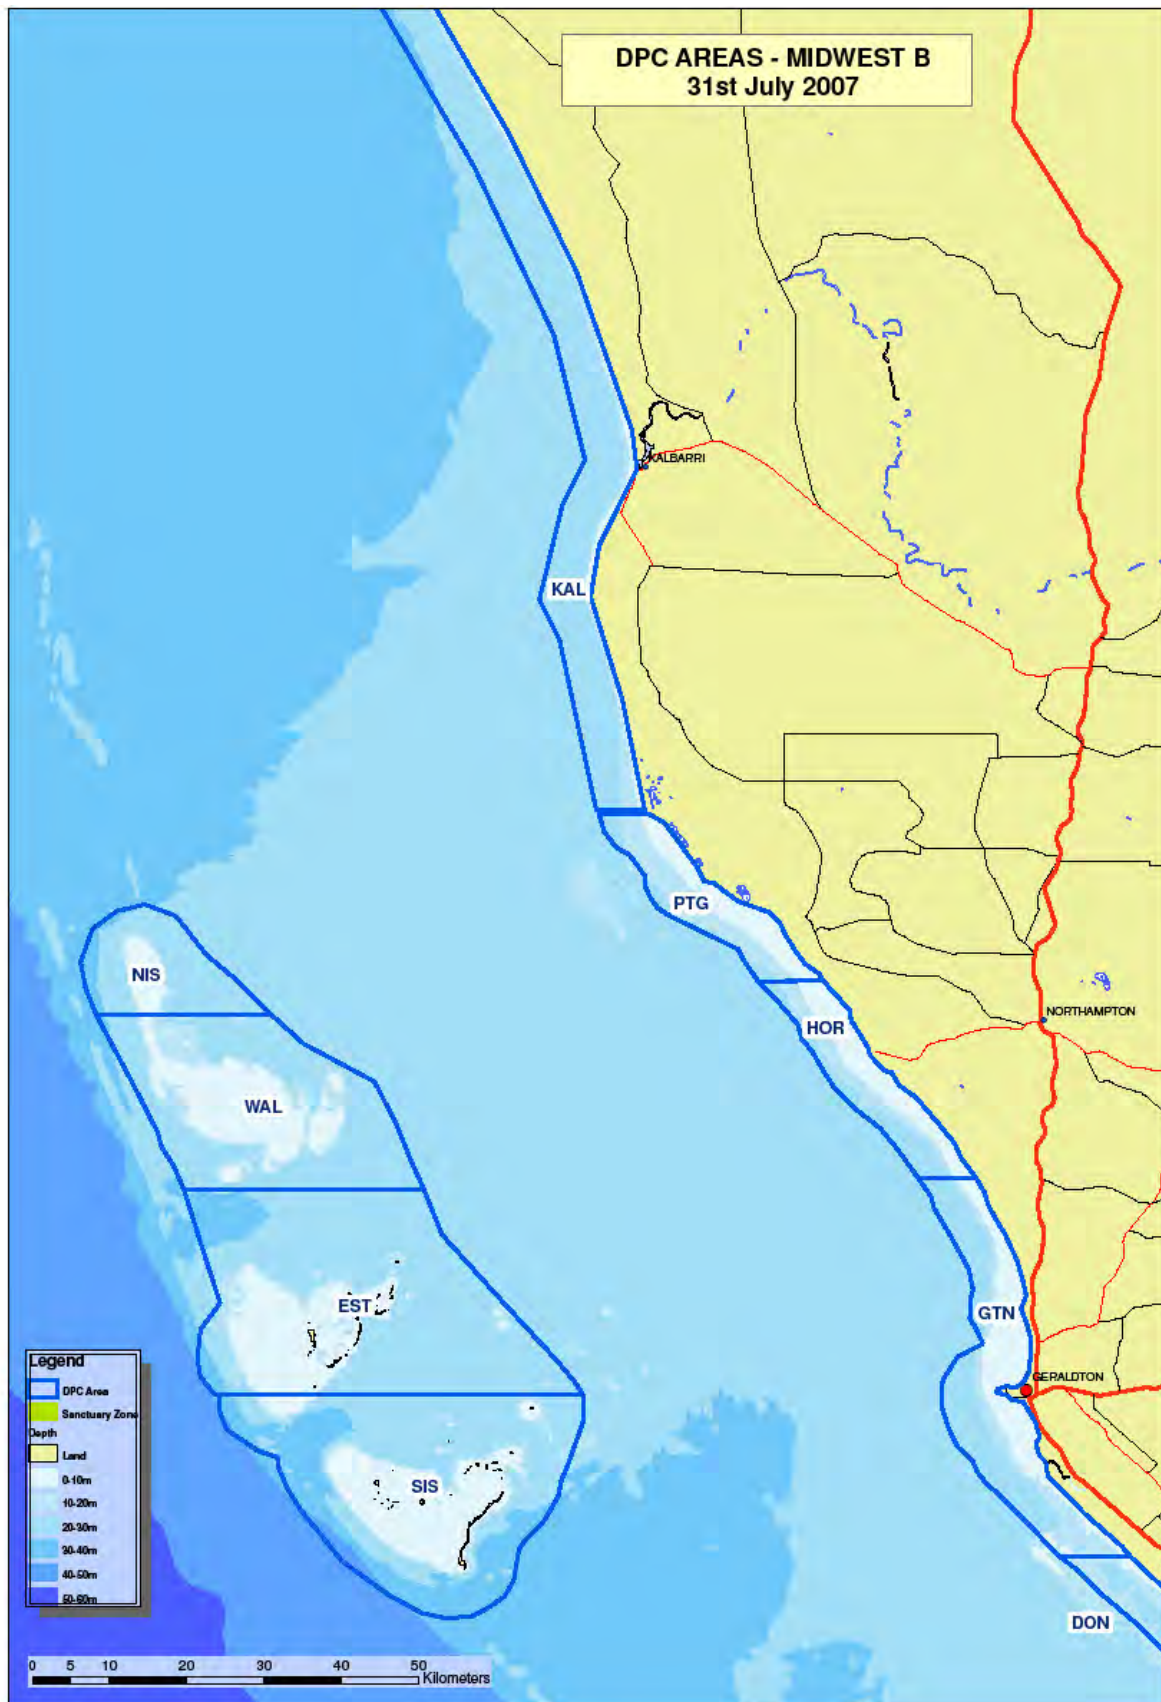 DPC AREAS - MIDWEST B
31st July 2007
KALBARRI
KAL
PTG
NIS
HOR
NORTHAMPTON
WAL
EST
GTN
GERALDTON
SIS
DON
Legend
DPC Area
Sanctuary Zone
Depth
Land
0-10m
10-20m
20-30m
30-40m
40-50m
50-60m
0 5 10 20 30 40 50
Kilometers